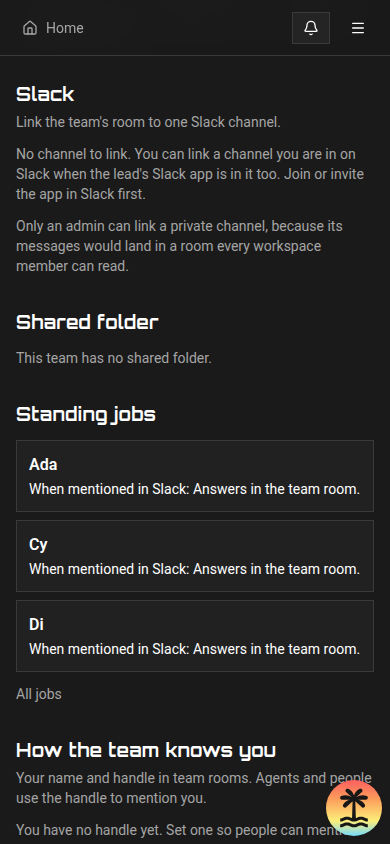 Home
Slack
Link the team's room to one Slack channel.
No channel to link. You can link a channel you are in on
Slack when the lead's Slack app is in it too. Join or invite
the app in Slack first.
Only an admin can link a private channel, because its
messages would land in a room every workspace
member can read.
Shared folder
This team has no shared folder.
Standing jobs
Ada
When mentioned in Slack: Answers in the team room.
Cy
When mentioned in Slack: Answers in the team room.
Di
When mentioned in Slack: Answers in the team room.
All jobs
How the team knows you
Your name and handle in team rooms. Agents and people
use the handle to mention you.
You have no handle yet. Set one so people can